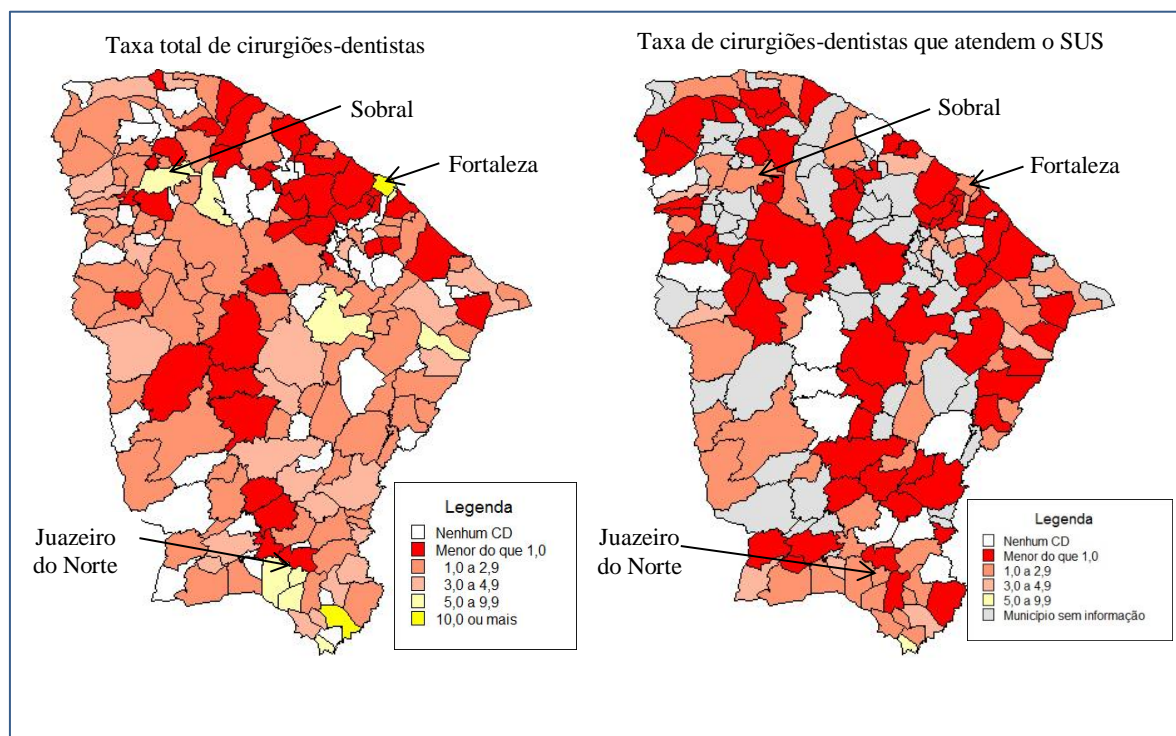 Taxa total de cirurgiões-dentistas
Sobral
Fortaleza
Juazeiro
do Norte
Legenda
Nenhum CD
Menor do que 1,0
1,0 a 2,9
3,0 a 4,9
5,0 a 9,9
10,0 ou mais
Taxa de cirurgiões-dentistas que atendem o SUS
Sobral
Fortaleza
Juazeiro
do Norte
Legenda
Nenhum CD
Menor do que 1,0
1,0 a 2,9
3,0 a 4,9
5,0 a 9,9
Município sem informação